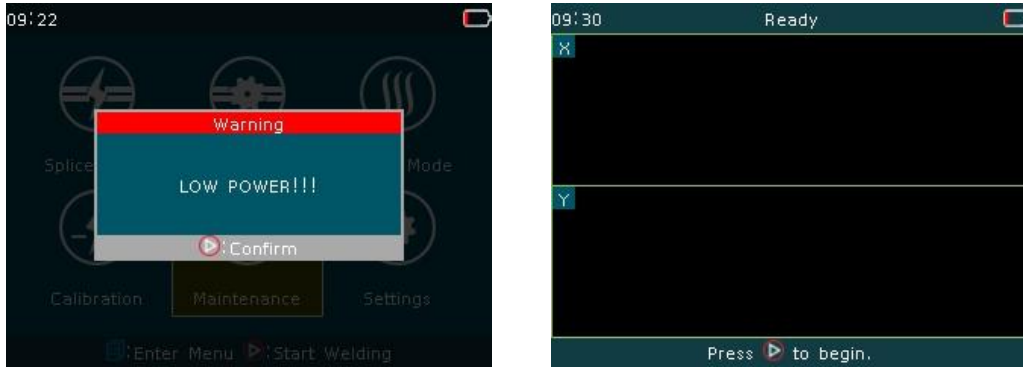 09:22
Warning
Splice
Mode
LOW POWER!!!
:Confirm
Calibration Maintenance Settings
:Enter Menu :Start Welding
09:30 Ready
X
Y
Press to begin.